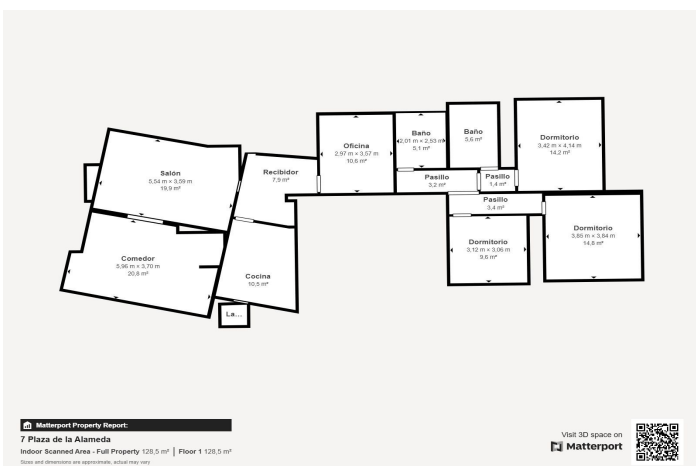 Salón
5,54 m × 3,59 m
19,9 m²
Comedor
5,96 m × 3,70 m
20,8 m²
Recibidor
7,9 m²
Cocina
10,5 m²
La...
Oficina
2,97 m × 3,57 m
10,6 m²
Baño
2,01 m × 2,53 m
5,1 m²
Baño
5,6 m²
Dormitorio
3,42 m × 4,14 m
14,2 m²
Pasillo
3,2 m²
Pasillo
1,4 m²
Pasillo
3,4 m²
Dormitorio
3,12 m × 3,06 m
9,6 m²
Dormitorio
3,85 m × 3,84 m
14,8 m²
Matterport Property Report:
7 Plaza de la Alameda
Indoor Scanned Area - Full Property 128,5 m² | Floor 1 128,5 m²
Sizes and dimensions are approximate, actual may vary
Visit 3D space on
Matterport